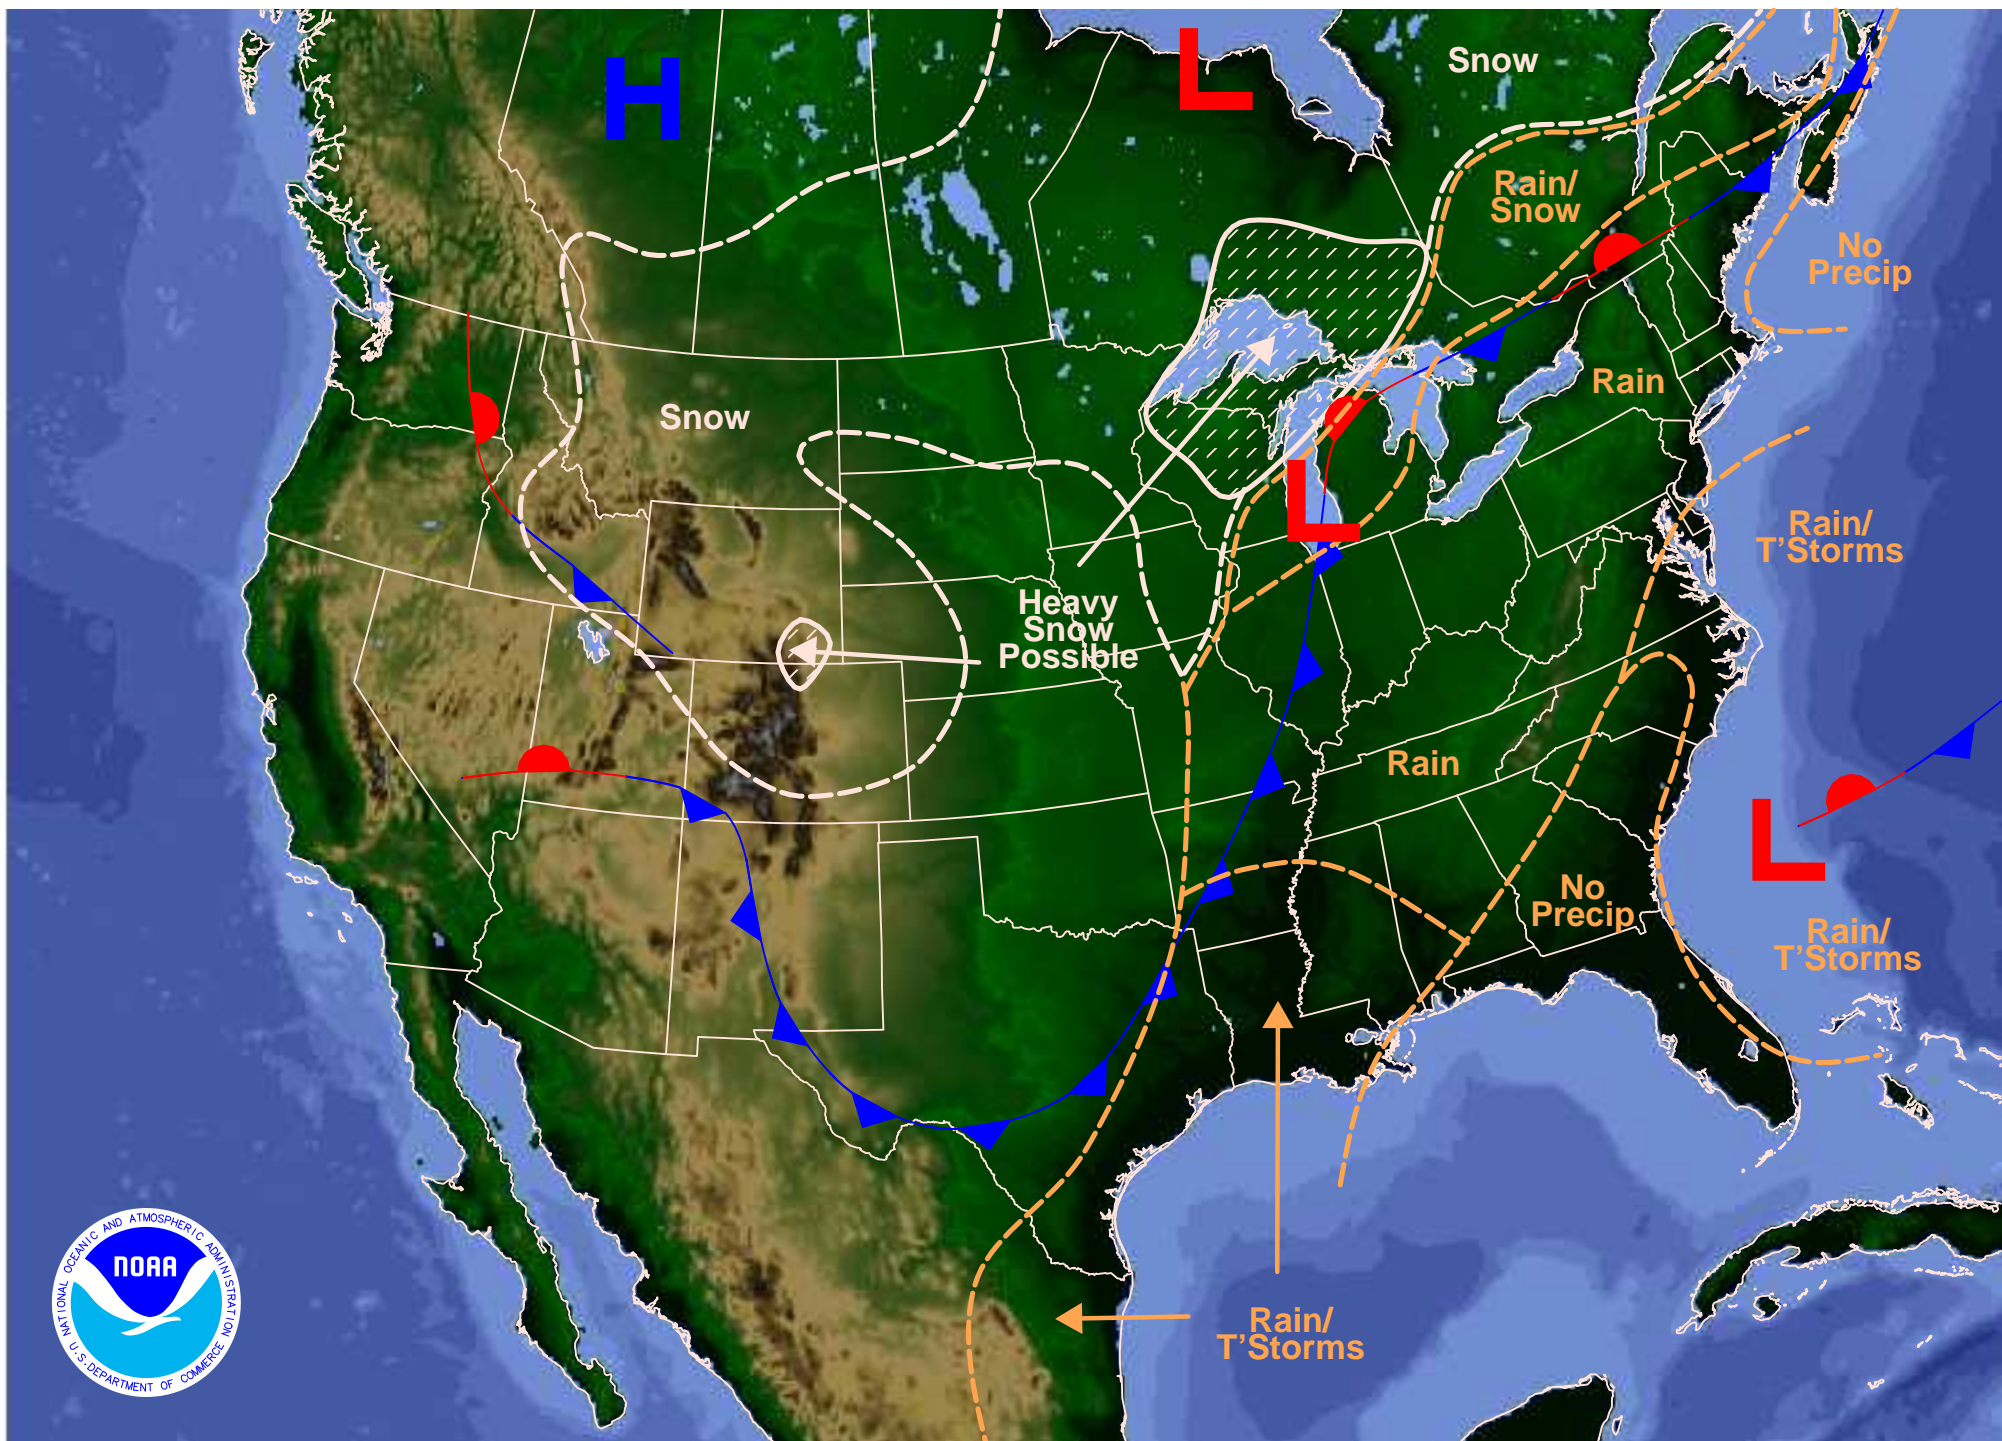 H
L
Snow
Rain/
Snow
No
Precip
Rain
Snow
L
Rain/
T'Storms
Heavy
Snow
Possible
Rain
L
No
Precip
Rain/
T'Storms
Rain/
T'Storms
NATIONAL OCEANIC AND ATMOSPHERIC ADMINISTRATION
NOAA
U.S. DEPARTMENT OF COMMERCE